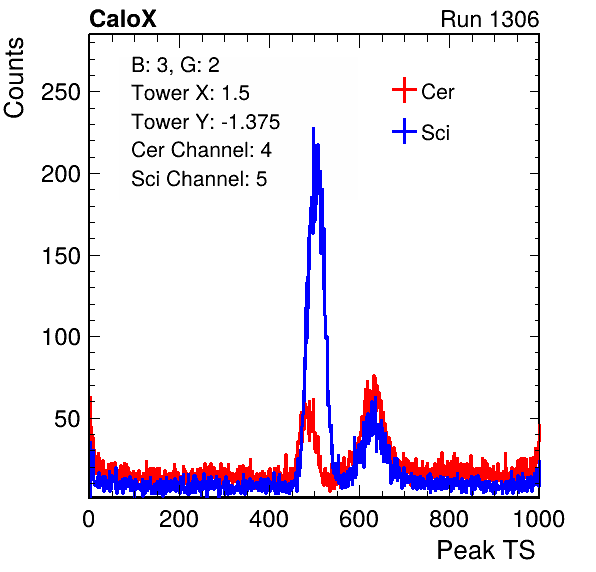 CaloX
Run 1306
Counts
B: 3, G: 2
Tower X: 1.5
Tower Y: -1.375
Cer Channel: 4
Sci Channel: 5
Cer
Sci
250
200
150
100
50
0 200 400 600 800 1000
Peak TS